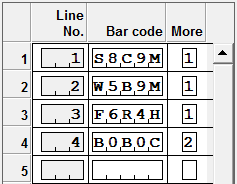 Line No. Bar code More
1 1 S8C9M 1
2 2 W5B9M 1
3 3 F6R4H 1
4 4 B0B0C 2
5